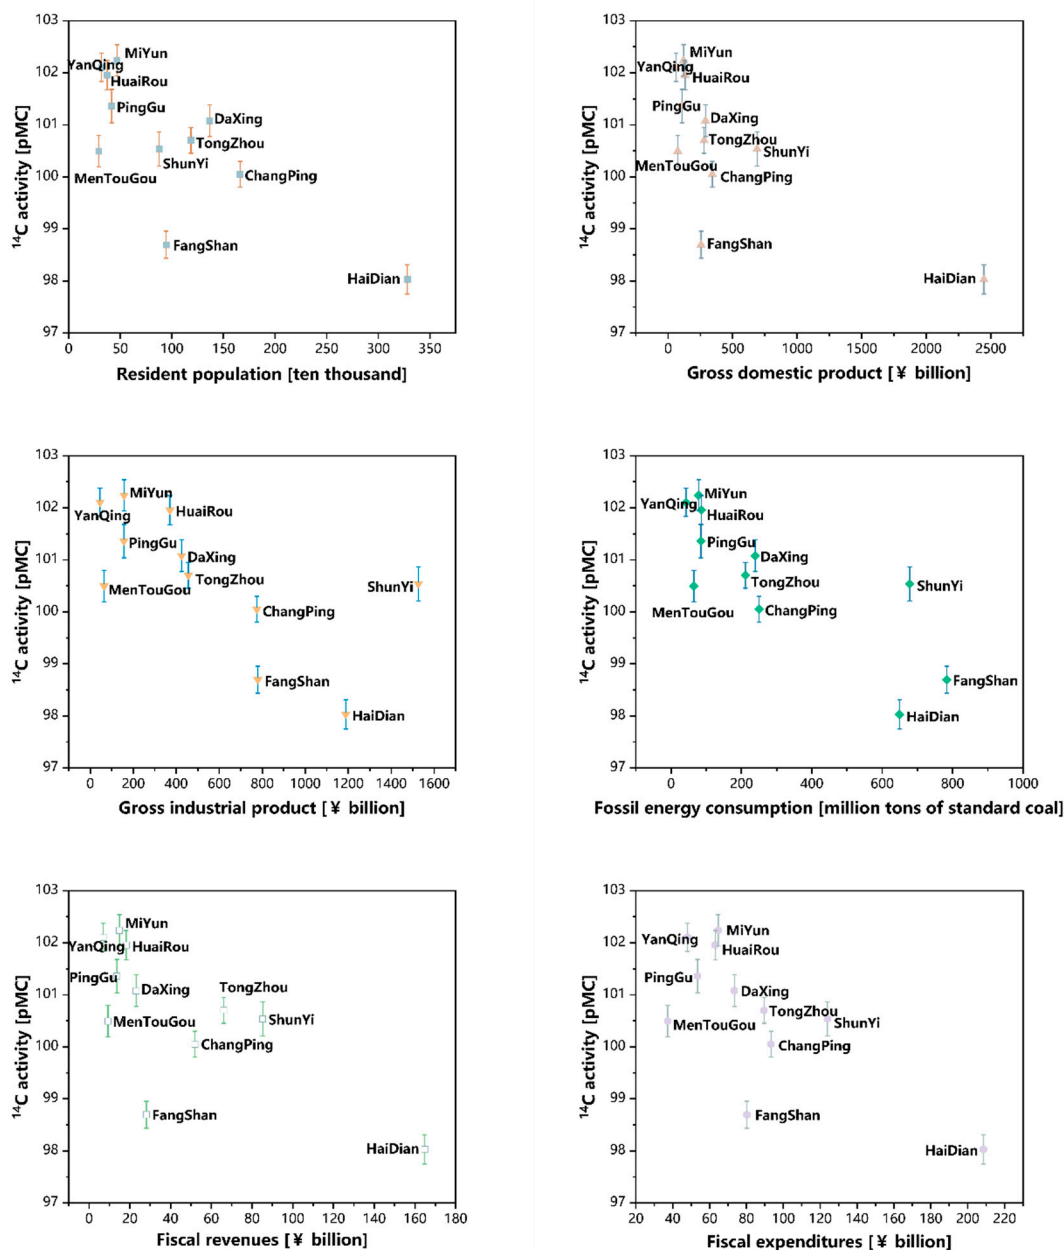 103
102
101
100
99
98
97
¹⁴C activity [pMC]
MiYun
YanQing
HuaiRou
PingGu
DaXing
TongZhou
ShunYi
MenTouGou
ChangPing
FangShan
HaiDian
0 50 100 150 200 250 300 350
Resident population [ten thousand]
103
102
101
100
99
98
97
¹⁴C activity [pMC]
MiYun
YanQing
HuaiRou
PingGu
DaXing
TongZhou
ShunYi
MenTouGou
ChangPing
FangShan
HaiDian
0 500 1000 1500 2000 2500
Gross domestic product [¥ billion]
103
102
101
100
99
98
97
¹⁴C activity [pMC]
MiYun
YanQing
HuaiRou
PingGu
DaXing
TongZhou
MenTouGou
ShunYi
ChangPing
FangShan
HaiDian
0 200 400 600 800 1000 1200 1400 1600
Gross industrial product [¥ billion]
103
102
101
100
99
98
97
¹⁴C activity [pMC]
MiYun
YanQing
HuaiRou
PingGu
DaXing
TongZhou
ShunYi
MenTouGou
ChangPing
FangShan
HaiDian
0 200 400 600 800 1000
Fossil energy consumption [million tons of standard coal]
103
102
101
100
99
98
97
¹⁴C activity [pMC]
MiYun
YanQing
HuaiRou
PingGu
DaXing
TongZhou
MenTouGou
ShunYi
ChangPing
FangShan
HaiDian
0 20 40 60 80 100 120 140 160 180
Fiscal revenues [¥ billion]
103
102
101
100
99
98
97
¹⁴C activity [pMC]
MiYun
YanQing
HuaiRou
PingGu
DaXing
TongZhou
MenTouGou
ShunYi
ChangPing
FangShan
HaiDian
20 40 60 80 100 120 140 160 180 200 220
Fiscal expenditures [¥ billion]